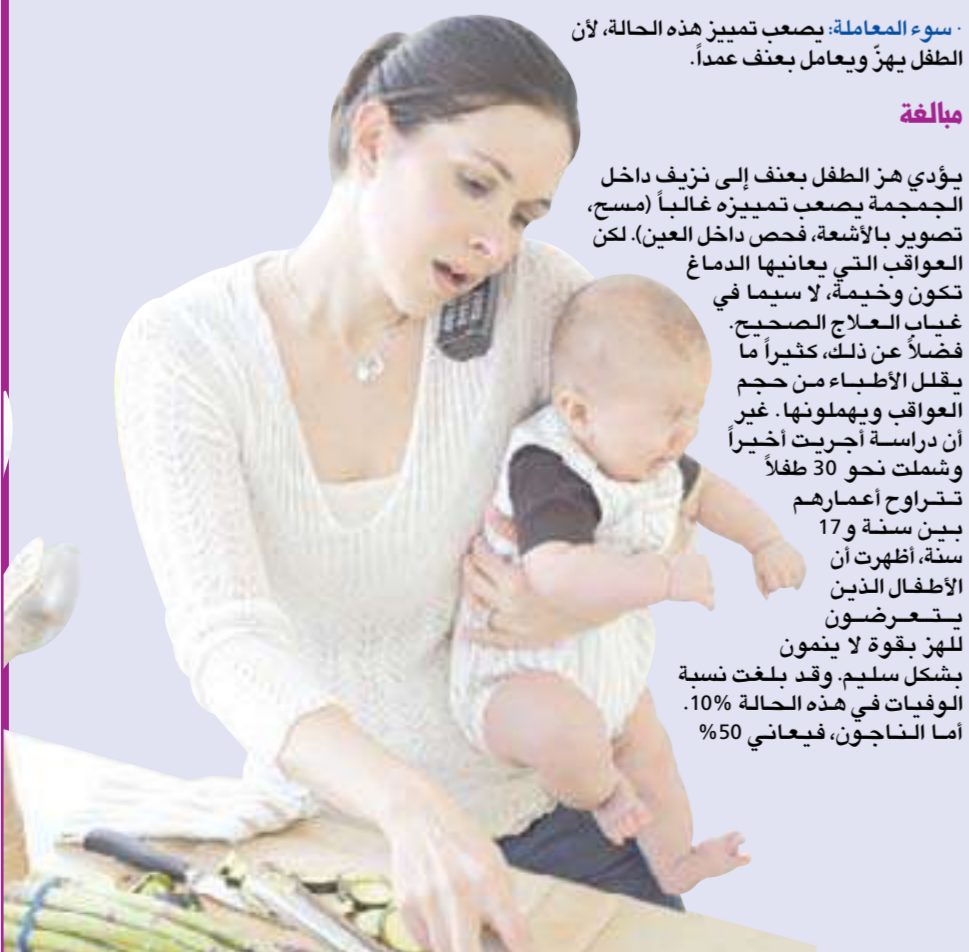 · سوء المعاملة: يصعب تمييز هذه الحالة، لأن
الطفل يهزّ ويعامل بعنف عمداً.
مبالغة
يؤدي هز الطفل بعنف إلى نزيف داخل
الجمجمة يصعب تمييزه غالباً (مسح،
تصوير بالأشعة، فحص داخل العين). لكن
العواقب التي يعانيها الدماغ
تكون وخيمة، لا سيما في
غياب العلاج الصحيح.
فضلاً عن ذلك، كثيراً ما
يقلل الأطباء من حجم
العواقب ويهملونها. غير
أن دراسة أجريت أخيراً
وشملت نحو 30 طفلاً
تتراوح أعمارهم
بين سنة و17
سنة، أظهرت أن
الأطفال الذين
يتعرضون
للهز بقوة لا ينمون
بشكل سليم. وقد بلغت نسبة
الوفيات في هذه الحالة 10%.
أما الناجون، فيعاني 50%